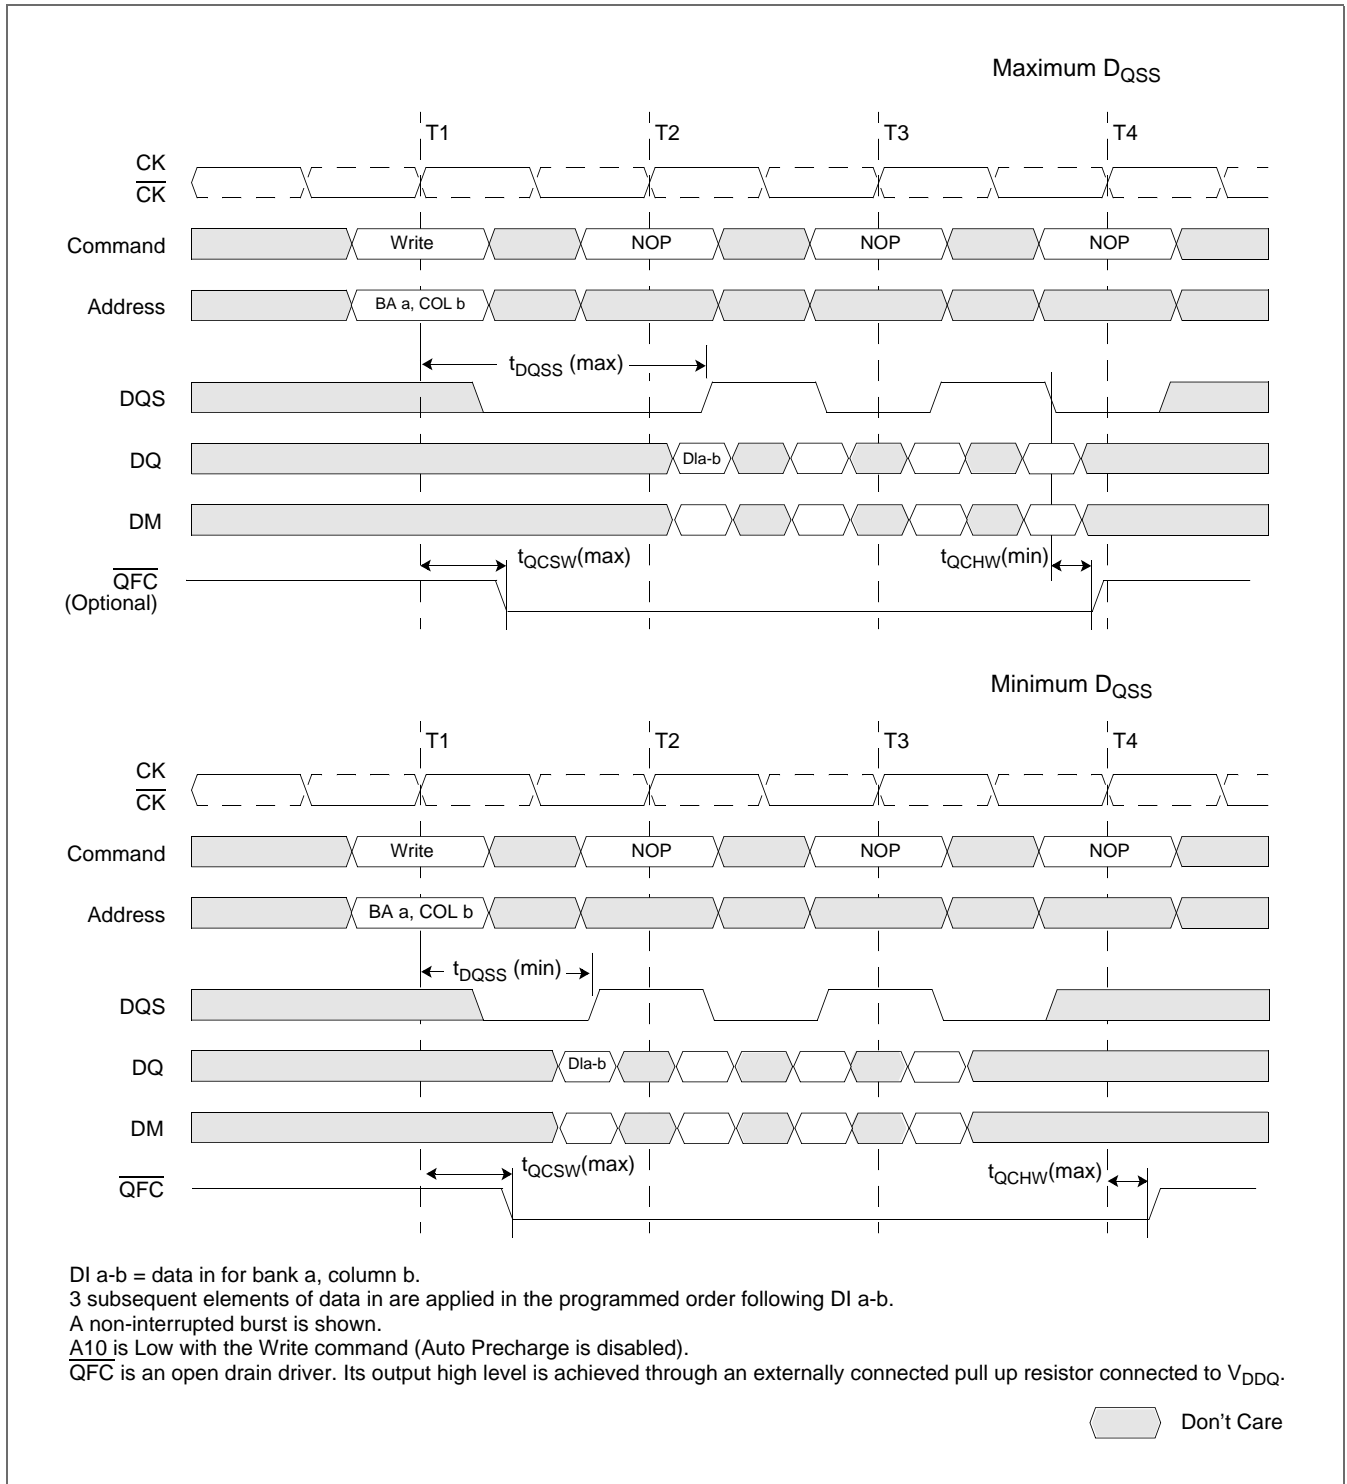 Maximum DQSS
T1 T2 T3 T4
CK
CK
Command Write NOP NOP NOP
Address BA a, COL b
tDQSS (max)
DQS
DQ DIa-b
DM
tQCSW(max) tQCHW(min)
QFC
(Optional)
Minimum DQSS
T1 T2 T3 T4
CK
CK
Command Write NOP NOP NOP
Address BA a, COL b
tDQSS (min)
DQS
DQ DIa-b
DM
tQCSW(max) tQCHW(max)
QFC
DI a-b = data in for bank a, column b.
3 subsequent elements of data in are applied in the programmed order following DI a-b.
A non-interrupted burst is shown.
A10 is Low with the Write command (Auto Precharge is disabled).
QFC is an open drain driver. Its output high level is achieved through an externally connected pull up resistor connected to VDDQ.
Don't Care